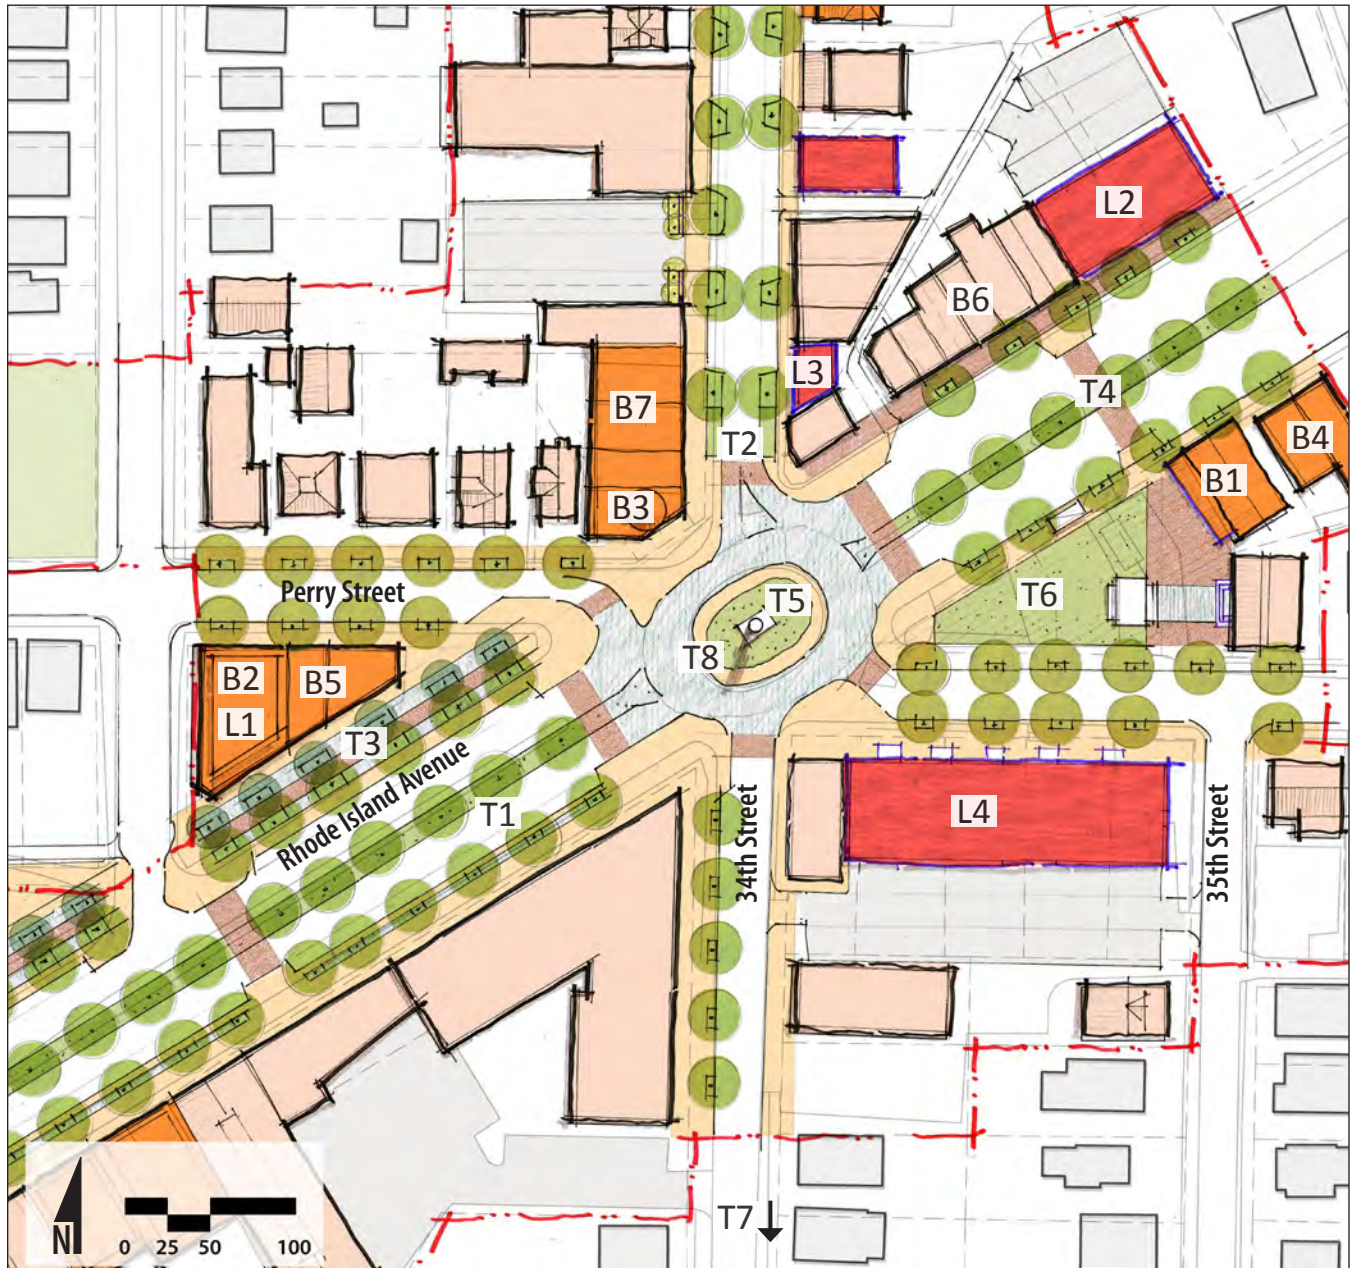 L2
B6
L3
T4
B7
T2
B4
B1
B3
Perry Street
T5
T6
T8
B2
B5
L1
T3
Rhode Island Avenue
T1
L4
34th Street
35th Street
T7
N
0 25 50 100